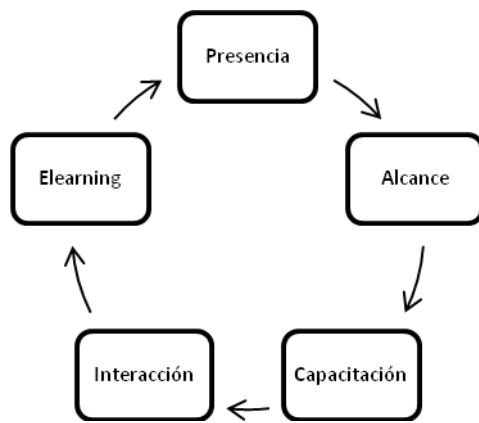 Presencia
Alcance
Capacitación
Interacción
Elearning